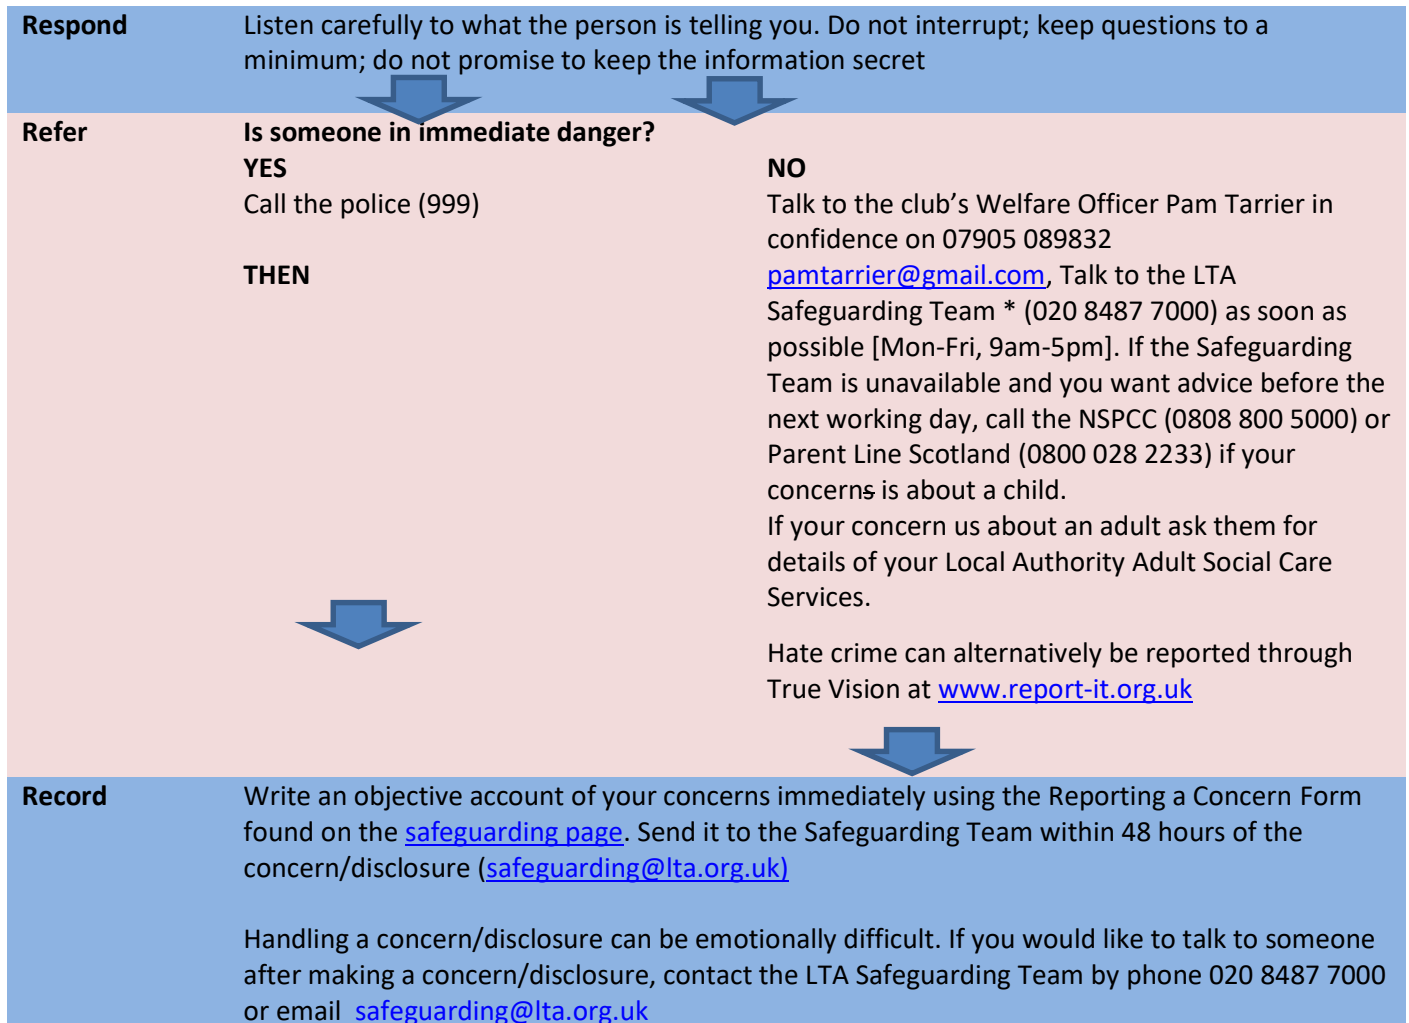 Respond
Listen carefully to what the person is telling you. Do not interrupt; keep questions to a
minimum; do not promise to keep the information secret
Refer
Is someone in immediate danger?
YES
Call the police (999)
THEN
NO
Talk to the club’s Welfare Officer Pam Tarrier in
confidence on 07905 089832
pamtarrier@gmail.com, Talk to the LTA
Safeguarding Team * (020 8487 7000) as soon as
possible [Mon-Fri, 9am-5pm]. If the Safeguarding
Team is unavailable and you want advice before the
next working day, call the NSPCC (0808 800 5000) or
Parent Line Scotland (0800 028 2233) if your
concerns is about a child.
If your concern us about an adult ask them for
details of your Local Authority Adult Social Care
Services.
Hate crime can alternatively be reported through
True Vision at www.report-it.org.uk
Record
Write an objective account of your concerns immediately using the Reporting a Concern Form
found on the safeguarding page. Send it to the Safeguarding Team within 48 hours of the
concern/disclosure (safeguarding@lta.org.uk)
Handling a concern/disclosure can be emotionally difficult. If you would like to talk to someone
after making a concern/disclosure, contact the LTA Safeguarding Team by phone 020 8487 7000
or email safeguarding@lta.org.uk